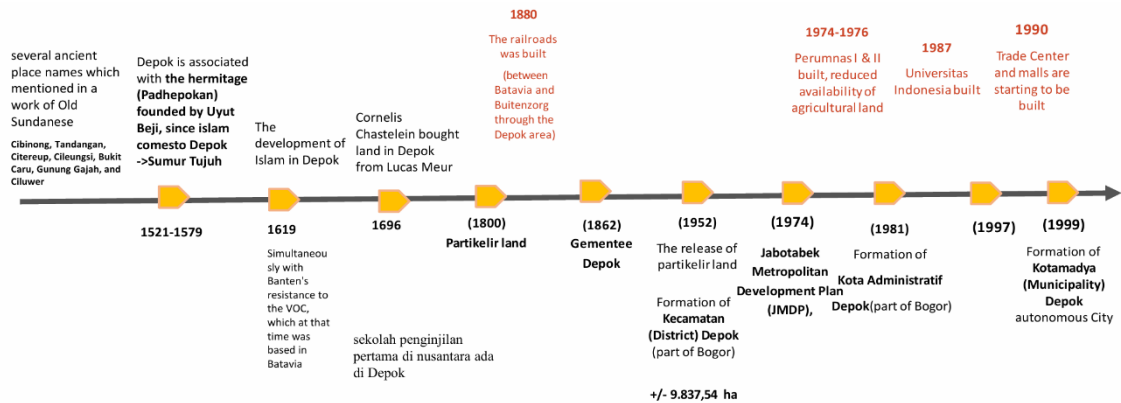 several ancient
place names which
mentioned in a
work of Old
Sundanese
Cibinong, Tandangan,
Citereup, Cileungsi, Bukit
Caru, Gunung Gajah, and
Ciluwer
Depok is associated
with the hermitage
(Padhepokan)
founded by Uyut
Beji, since islam
comesto Depok
->Sumur Tujuh
1521-1579
The
development of
Islam in Depok
1619
Simultaneou
sly with
Banten's
resistance to
the VOC,
which at that
time was
based in
Batavia
Cornelis
Chastelein bought
land in Depok
from Lucas Meur
1696
sekolah penginjilan
pertama di nusantara ada
di Depok
1880
The railroads
was built
(between
Batavia and
Buitenzorg
through the
Depok area)
(1800)
Partikelir land
(1862)
Gementee
Depok
(1952)
The release of
partikelir land
Formation of
Kecamatan
(District) Depok
(part of Bogor)
+/- 9.837,54 ha
1974-1976
Perumnas I & II
built, reduced
availability of
agricultural land
(1974)
Jabotabek
Metropolitan
Development Plan
(JMDP),
1987
Universitas
Indonesia built
(1981)
Formation of
Kota Administratif
Depok(part of Bogor)
1990
Trade Center
and malls are
starting to be
built
(1997)
(1999)
Formation of
Kotamadya
(Municipality)
Depok
autonomous City